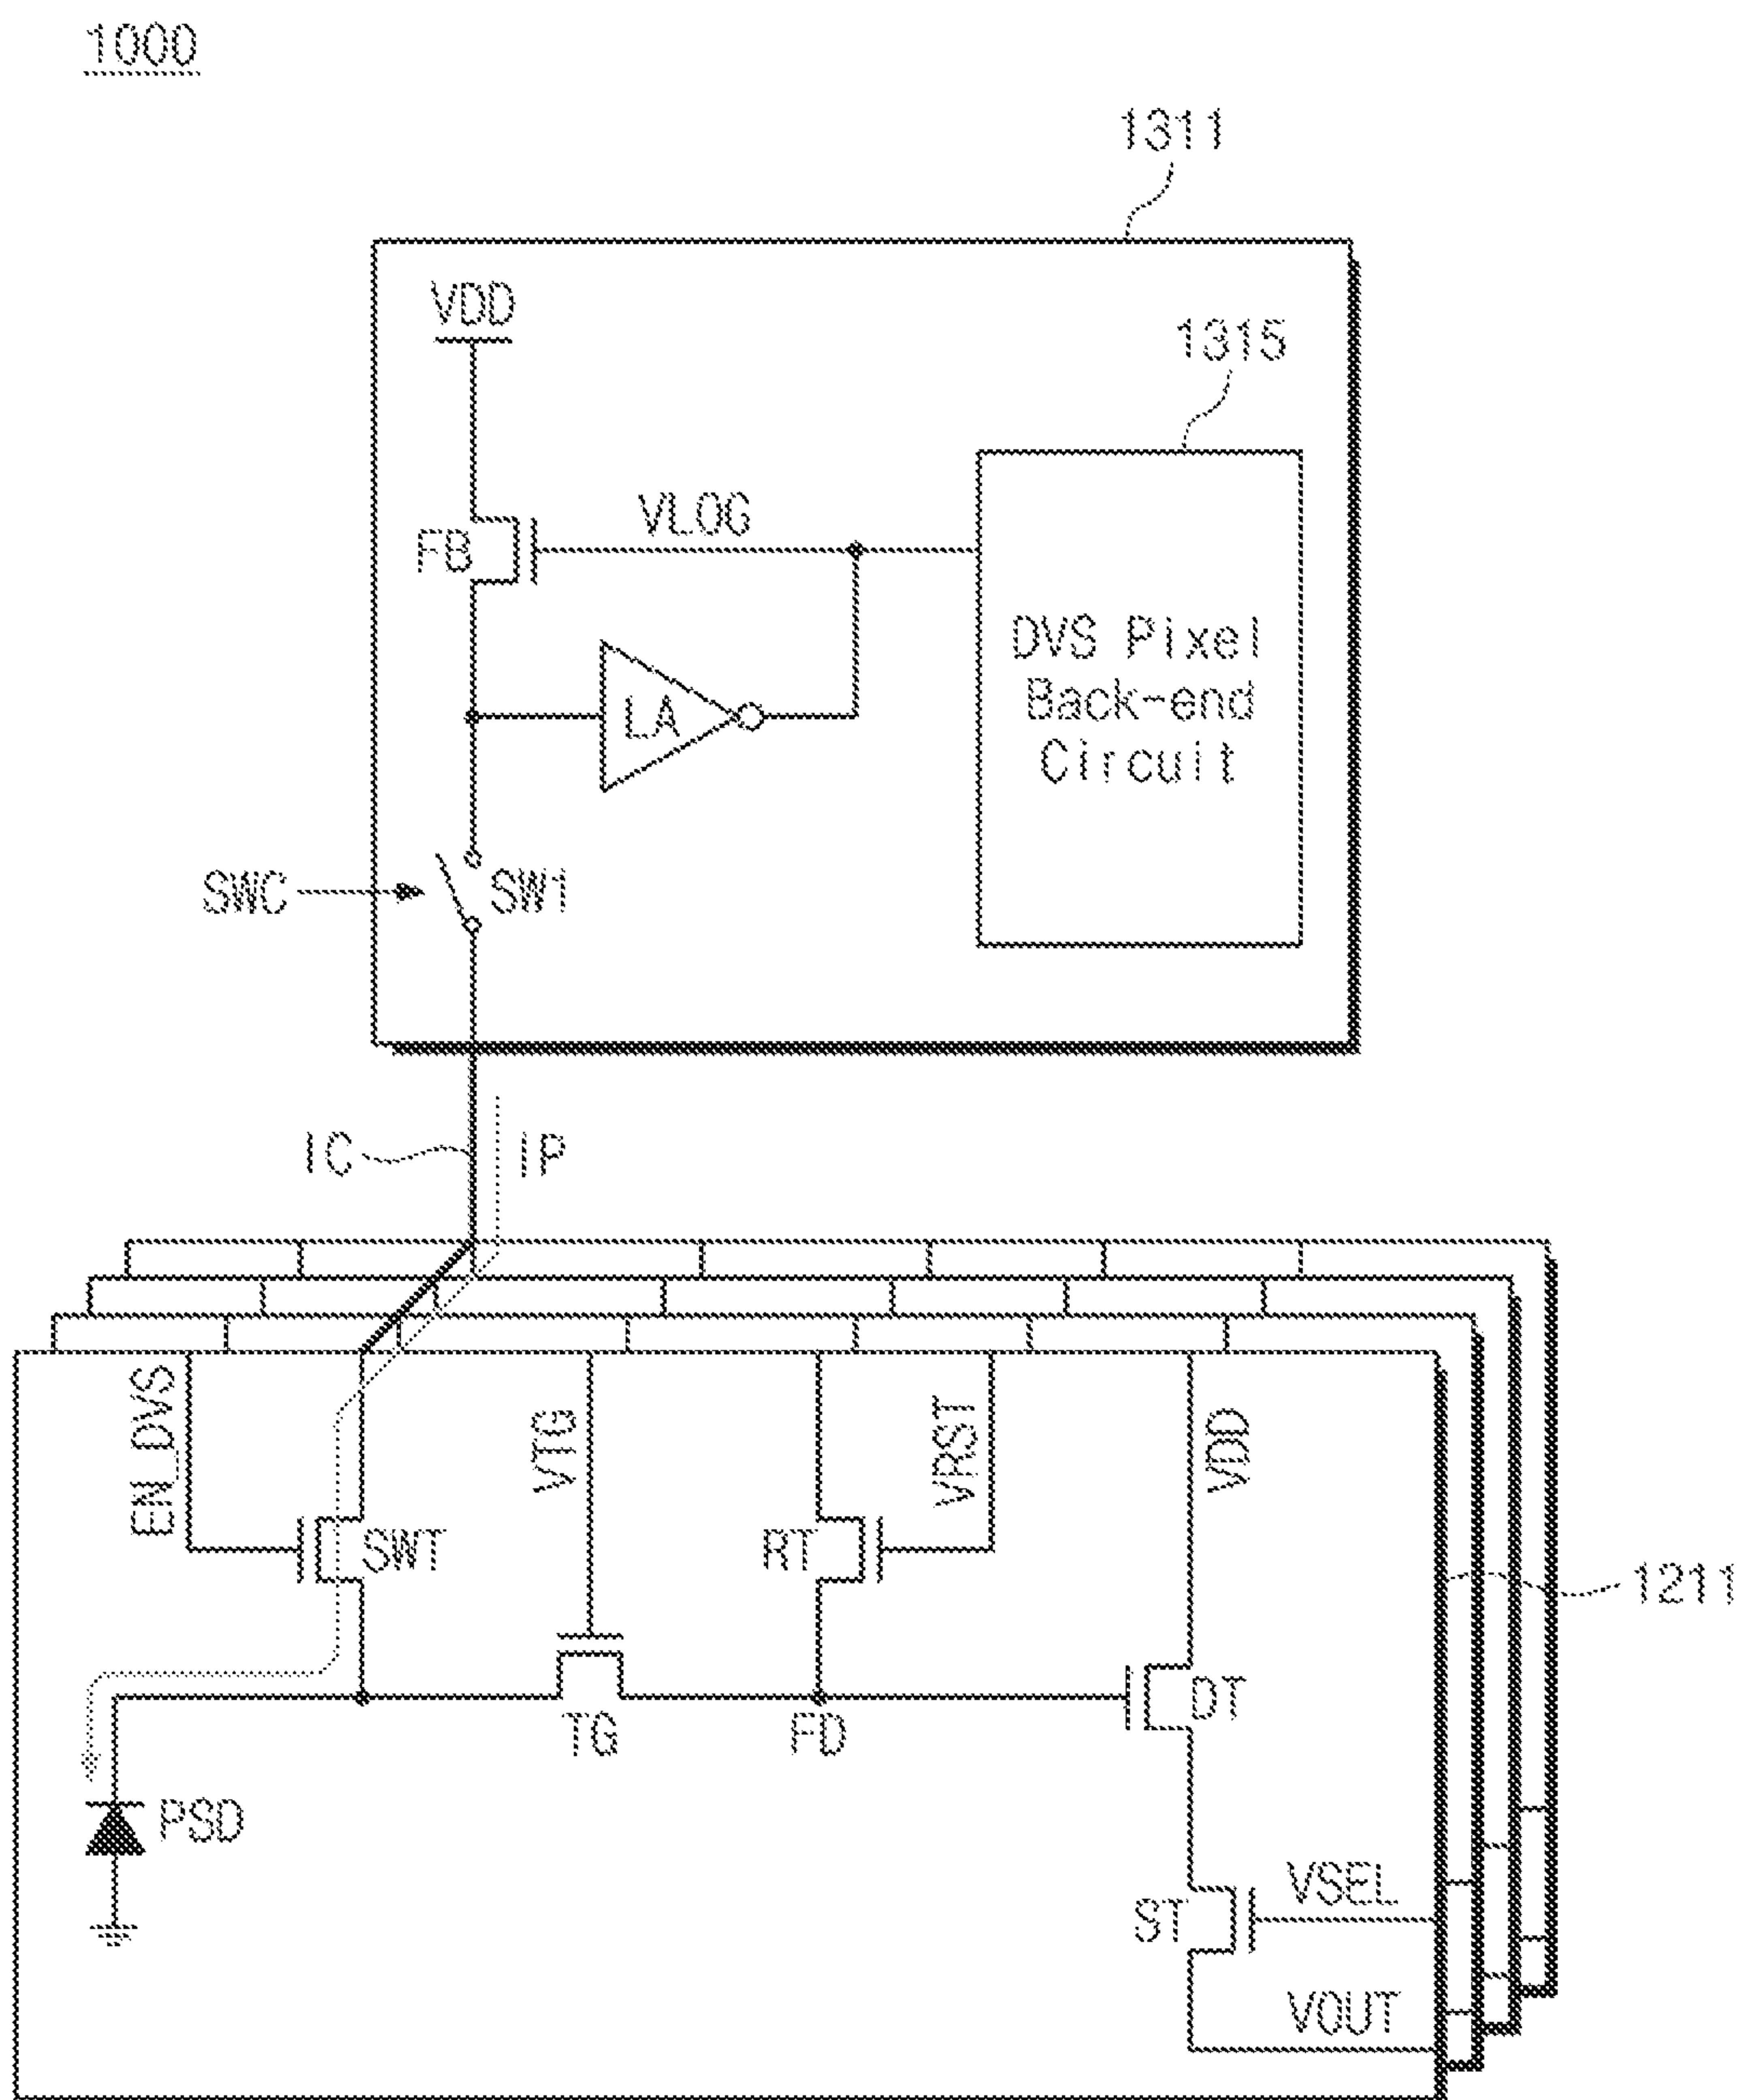 1000
1311
VDD
1315
FB
VLOG
LA
DVS Pixel
Back-end
Circuit
SWC
SW1
IC
IP
EN_DVS
SWT
VTG
RT
VRST
VDD
1211
TG
FD
DT
PSD
ST
VSEL
VOUT